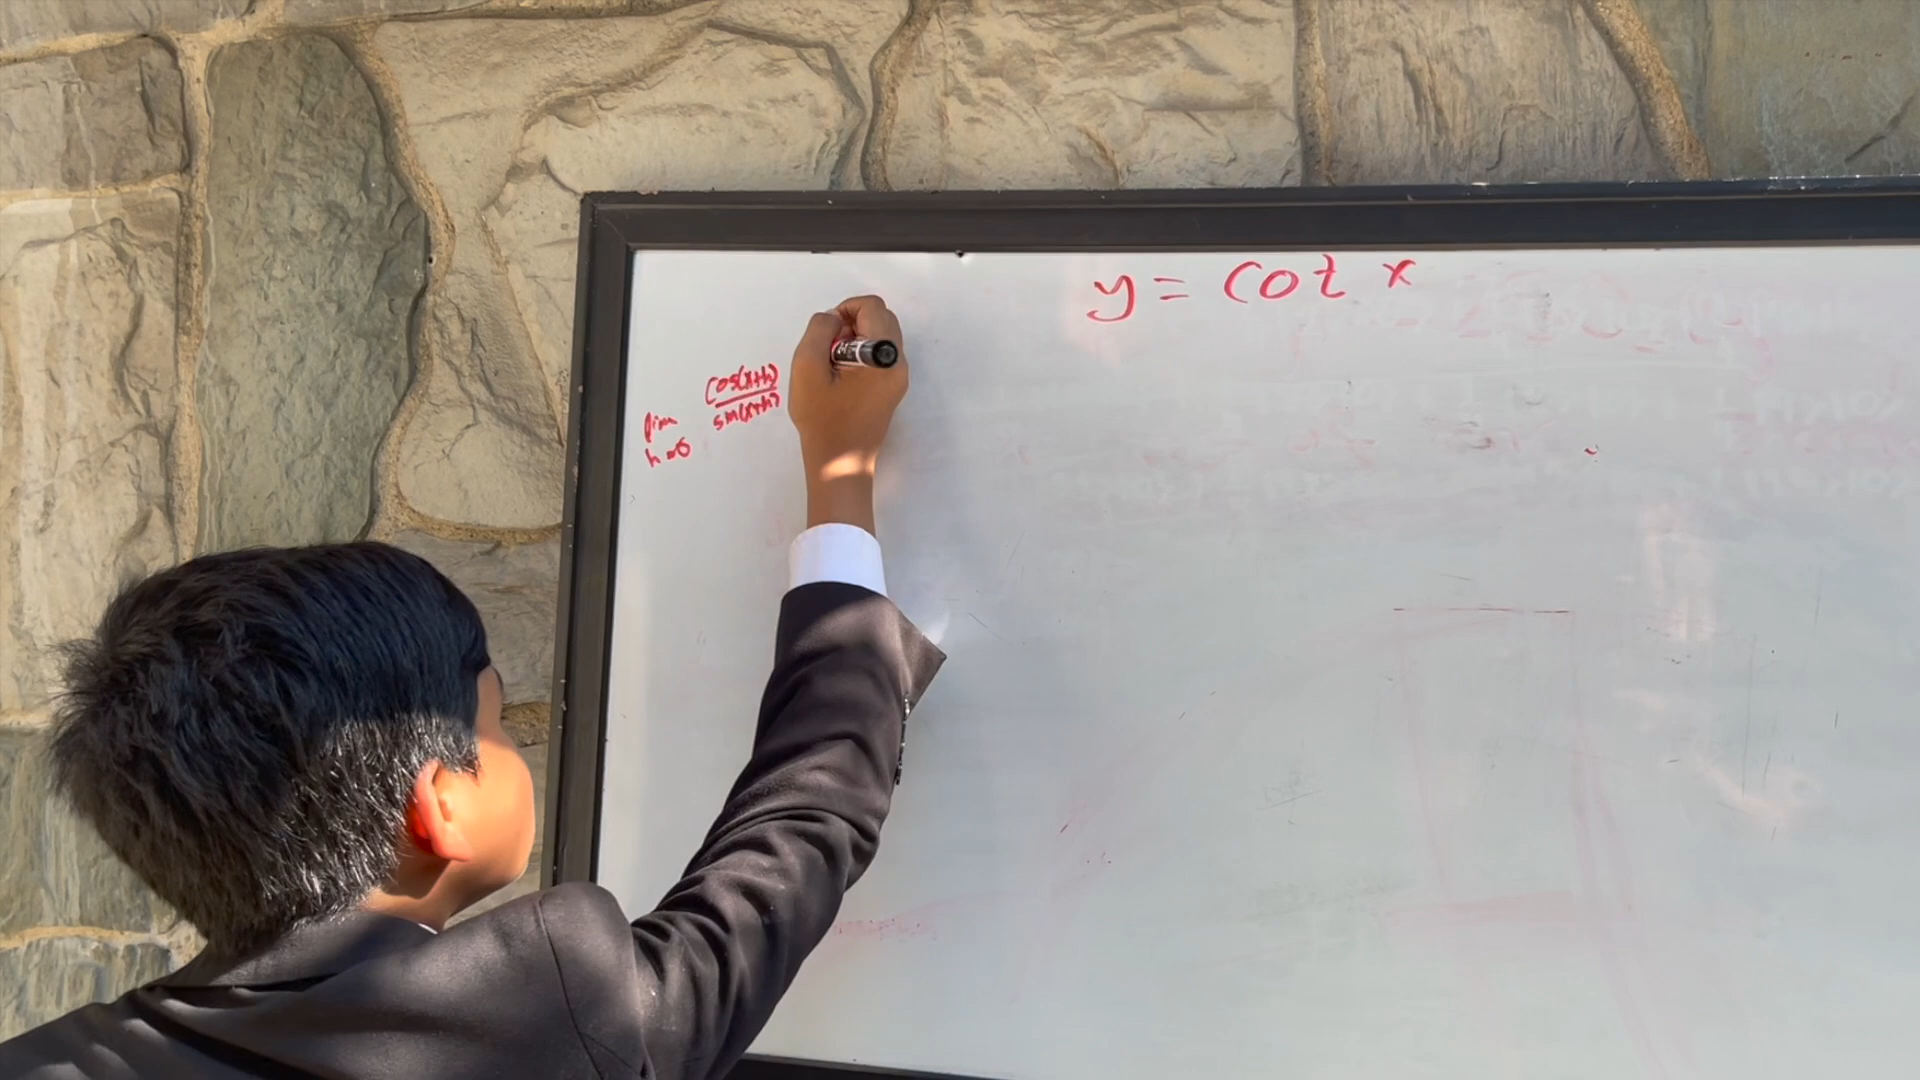 y = cot x
cos(x+h)
sin(x+h)
lim
h→0